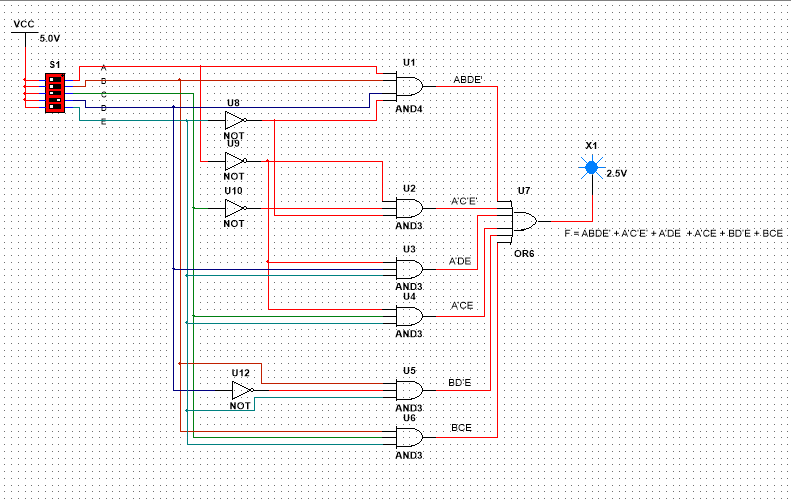 VCC
5.0V
S1
A
B
C
B
E
U1
ABDE'
AND4
U8
NOT
U9
NOT
U10
NOT
U2
A'C'E'
AND3
U3
A'DE
AND3
U4
A'CE
AND3
U12
NOT
U5
BD'E
AND3
U6
BCE
AND3
U7
OR6
X1
2.5V
F = ABDE' + A'C'E' + A'DE + A'CE + BD'E + BCE